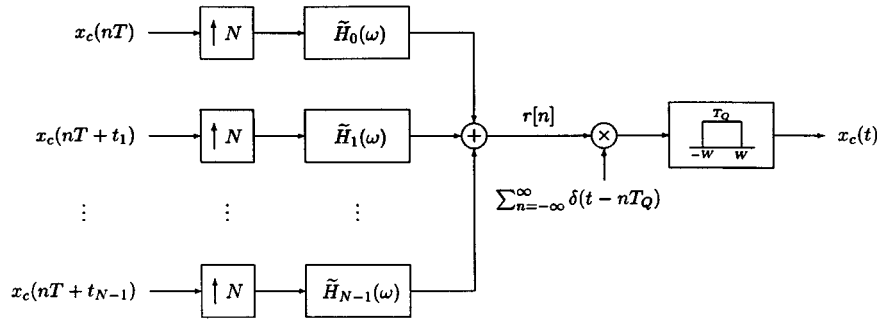 x_c(nT) ↑ N H̃_0(ω)
x_c(nT + t_1) ↑ N H̃_1(ω) + r[n] × T_Q -W W x_c(t)
∑_{n=-∞}^{∞} δ(t - nT_Q)
⋮ ⋮ ⋮
x_c(nT + t_{N-1}) ↑ N H̃_{N-1}(ω)